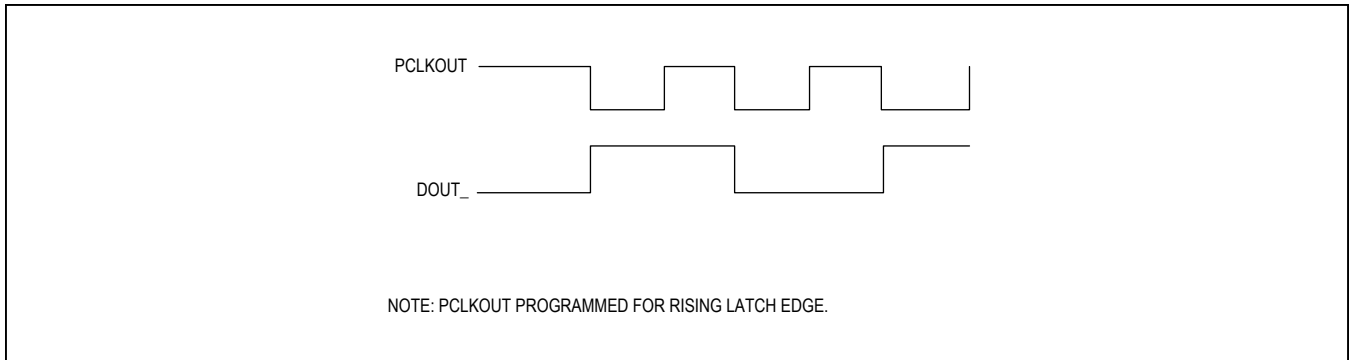 PCLKOUT
DOUT_
NOTE: PCLKOUT PROGRAMMED FOR RISING LATCH EDGE.